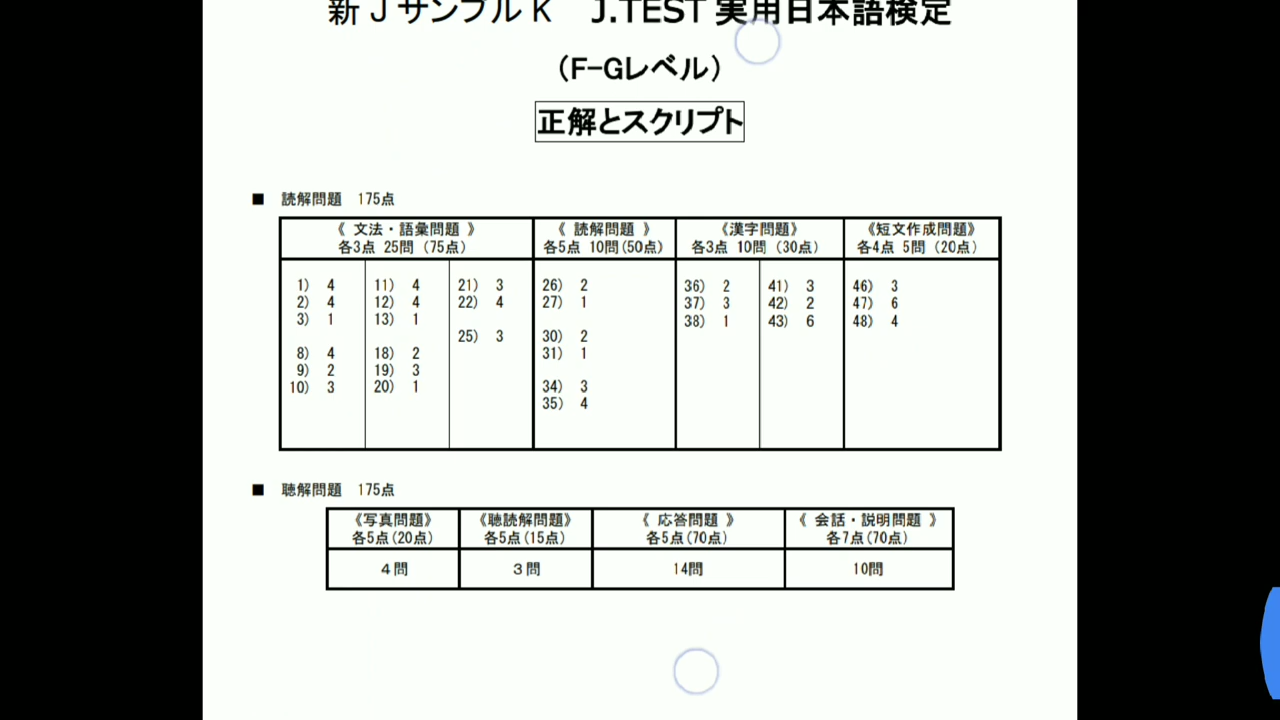 新Jサンプル K J.TEST 実用日本語検定
(F-Gレベル)
正解とスクリプト
■ 読解問題 175点
《 文法・語彙問題 》
各3点 25問 (75点)
《 読解問題 》
各5点 10問(50点)
《漢字問題》
各3点 10問 (30点)
《短文作成問題》
各4点 5問 (20点)
1) 4
2) 4
3) 1
8) 4
9) 2
10) 3
11) 4
12) 4
13) 1
18) 2
19) 3
20) 1
21) 3
22) 4
25) 3
26) 2
27) 1
30) 2
31) 1
34) 3
35) 4
36) 2
37) 3
38) 1
41) 3
42) 2
43) 6
46) 3
47) 6
48) 4
■ 聴解問題 175点
《写真問題》
各5点(20点)
《聴読解問題》
各5点(15点)
《 応答問題 》
各5点(70点)
《 会話・説明問題 》
各7点(70点)
4問
3問
14問
10問